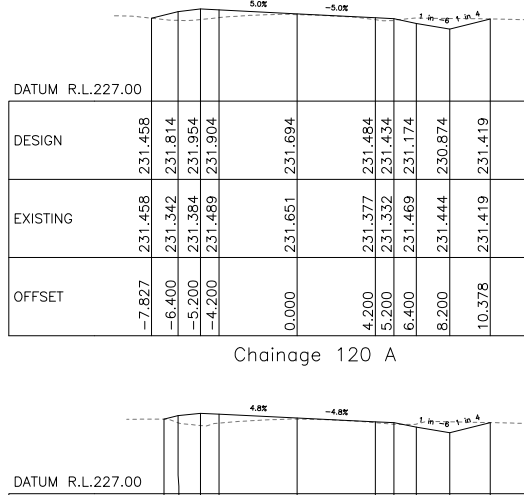 5.0% -5.0% 1 in -6 1 in 4
DATUM R.L.227.00
DESIGN 231.458 231.814 231.954 231.904 231.694 231.484 231.434 231.174 230.874 231.419
EXISTING 231.458 231.342 231.384 231.489 231.651 231.377 231.332 231.469 231.444 231.419
OFFSET -7.827 -6.400 -5.200 -4.200 0.000 4.200 5.200 6.400 8.200 10.378
Chainage 120 A
4.8% -4.8% 1 in -6 1 in 4
DATUM R.L.227.00